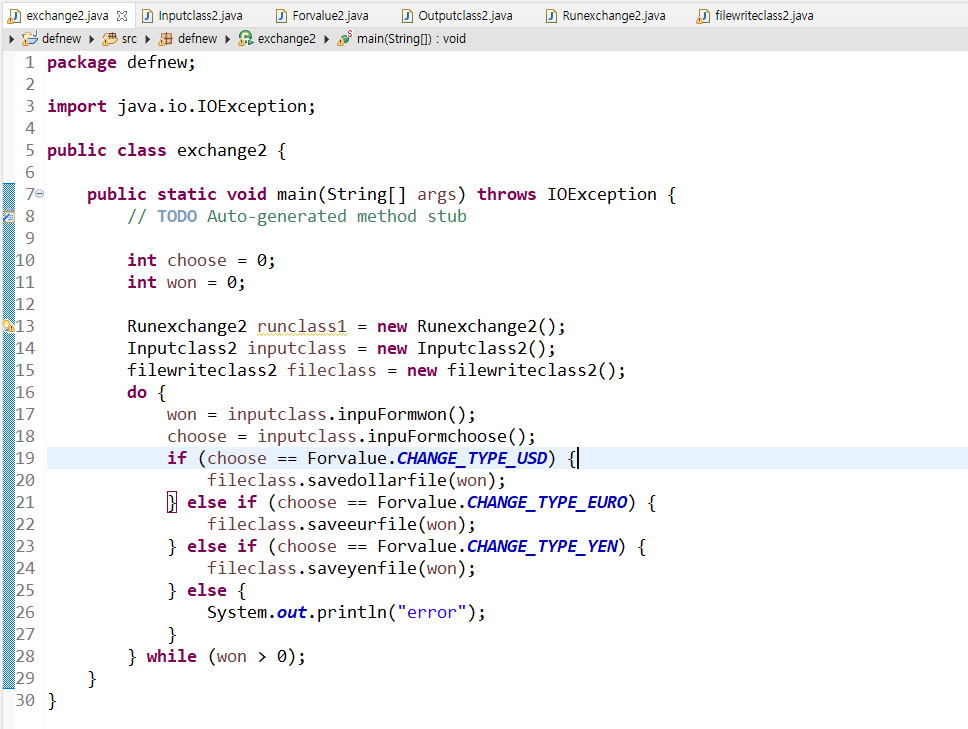 exchange2.java Inputclass2.java Forvalue2.java Outputclass2.java Runexchange2.java filewriteclass2.java
defnew src defnew exchange2 main(String[]) : void
1 package defnew;
2
3 import java.io.IOException;
4
5 public class exchange2 {
6
7 public static void main(String[] args) throws IOException {
8 // TODO Auto-generated method stub
9
10 int choose = 0;
11 int won = 0;
12
13 Runexchange2 runclass1 = new Runexchange2();
14 Inputclass2 inputclass = new Inputclass2();
15 filewriteclass2 fileclass = new filewriteclass2();
16 do {
17 won = inputclass.inpuFormwon();
18 choose = inputclass.inpuFormchoose();
19 if (choose == Forvalue.CHANGE_TYPE_USD) {
20 fileclass.savedollarfile(won);
21 } else if (choose == Forvalue.CHANGE_TYPE_EURO) {
22 fileclass.saveeurfile(won);
23 } else if (choose == Forvalue.CHANGE_TYPE_YEN) {
24 fileclass.saveyenfile(won);
25 } else {
26 System.out.println("error");
27 }
28 } while (won > 0);
29 }
30 }